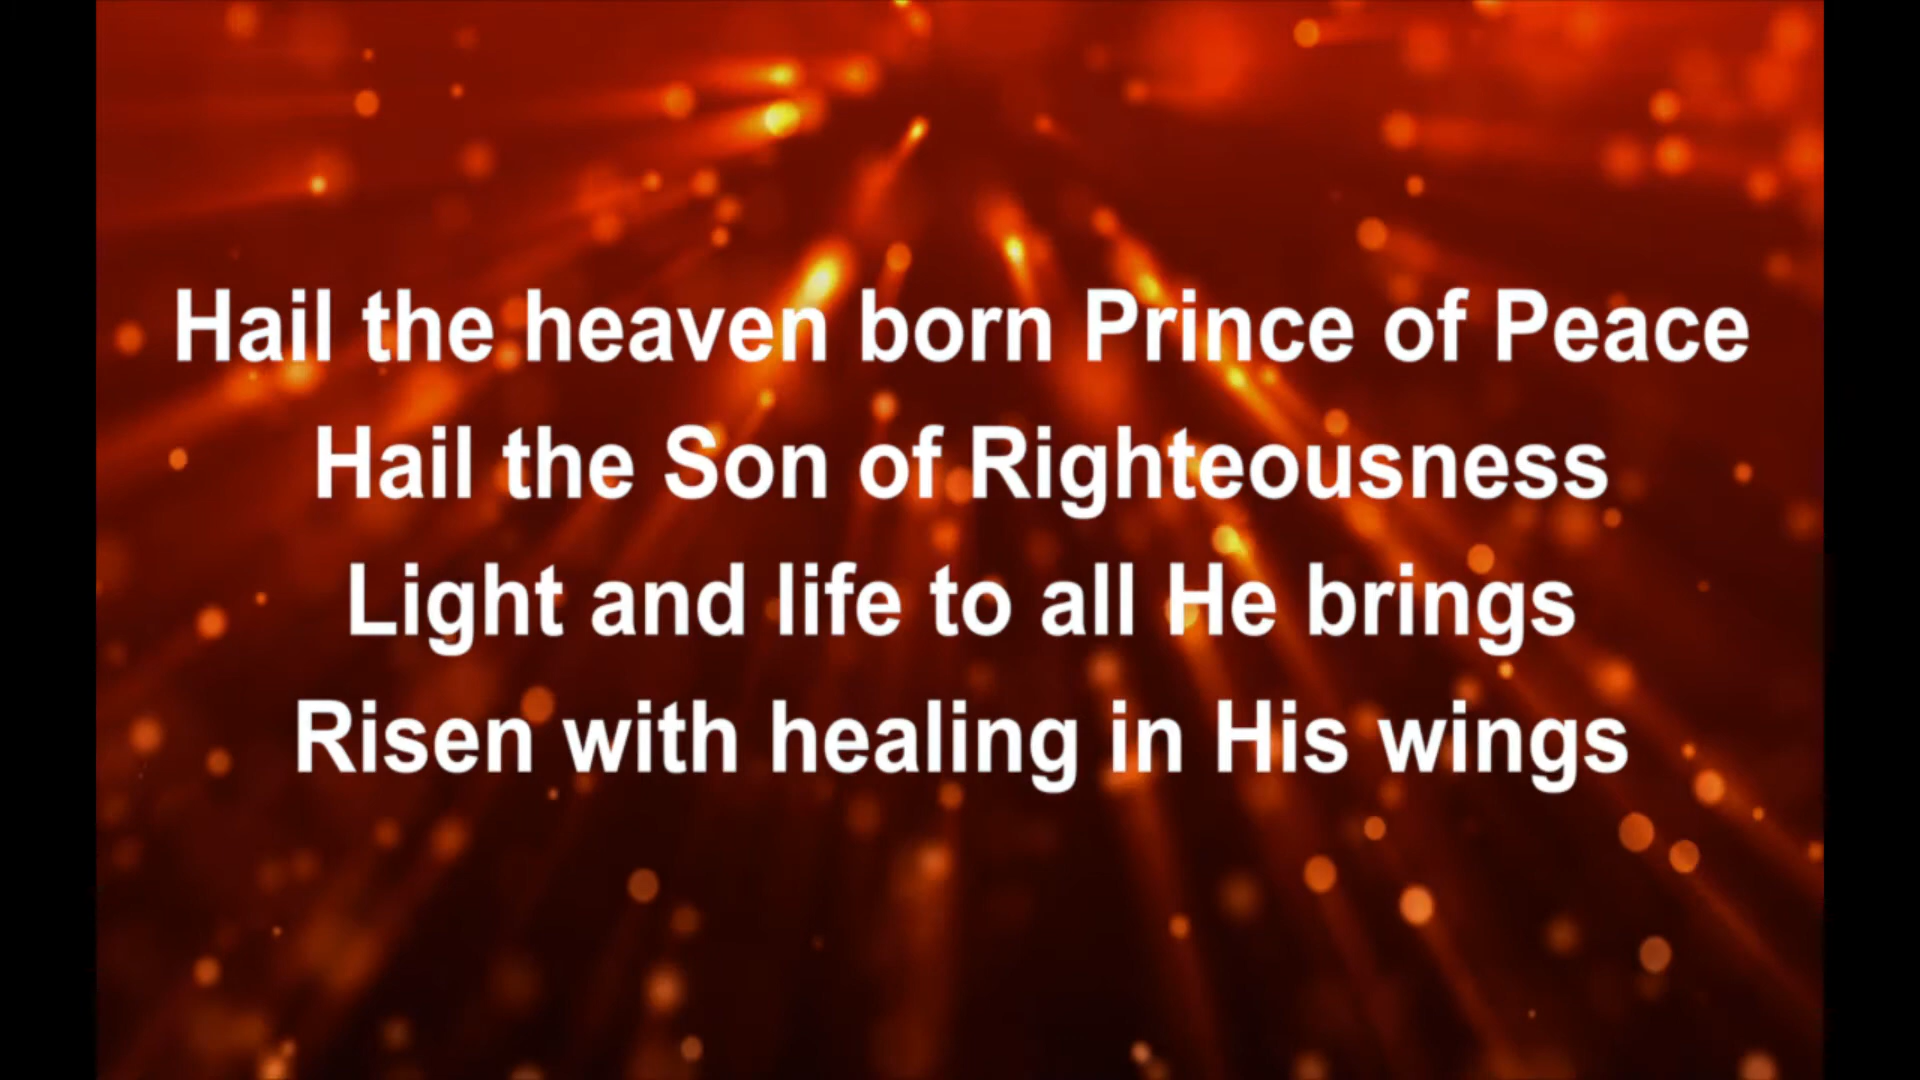 Hail the heaven born Prince of Peace
Hail the Son of Righteousness
Light and life to all He brings
Risen with healing in His wings